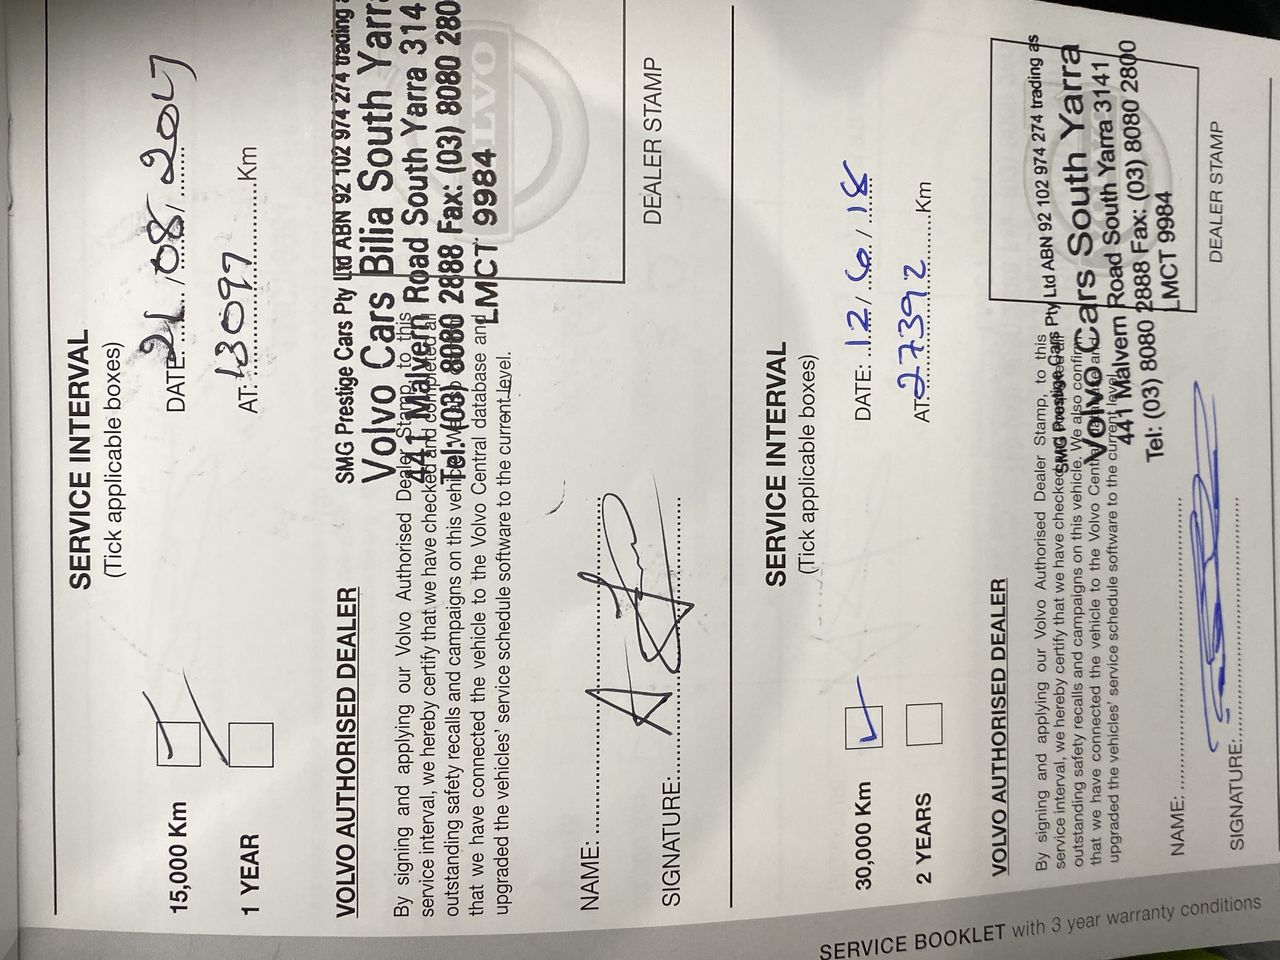 SERVICE INTERVAL
(Tick applicable boxes)
15,000 Km
DATE: 21/08/2017
1 YEAR
AT: 13097 Km
VOLVO AUTHORISED DEALER
SMG Prestige Cars Pty Ltd ABN 92 102 974 274 trading a
Volvo Cars Bilia South Yarra
441 Malvern Road South Yarra 314
Tel: (03) 8080 2888 Fax: (03) 8080 280
LMCT 9984
VOLVO
By signing and applying our Volvo Authorised Dealer Stamp, to this
service interval, we hereby certify that we have checked and completed all
outstanding safety recalls and campaigns on this vehicle.
that we have connected the vehicle to the Volvo Central database and
upgraded the vehicles' service schedule software to the current level.
NAME:
SIGNATURE:
DEALER STAMP
SERVICE INTERVAL
(Tick applicable boxes)
30,000 Km
DATE: 12/6/18
2 YEARS
AT: 27392 Km
VOLVO AUTHORISED DEALER
SMG Prestige Cars Pty Ltd ABN 92 102 974 274 trading as
Volvo Cars South Yarra
441 Malvern Road South Yarra 3141
Tel: (03) 8080 2888 Fax: (03) 8080 2800
LMCT 9984
By signing and applying our Volvo Authorised Dealer Stamp, to this
service interval, we hereby certify that we have checked
outstanding safety recalls and campaigns on this vehicle. We also confirm
that we have connected the vehicle to the Volvo Central database and
upgraded the vehicles' service schedule software to the current level.
NAME:
SIGNATURE:
DEALER STAMP
SERVICE BOOKLET with 3 year warranty conditions